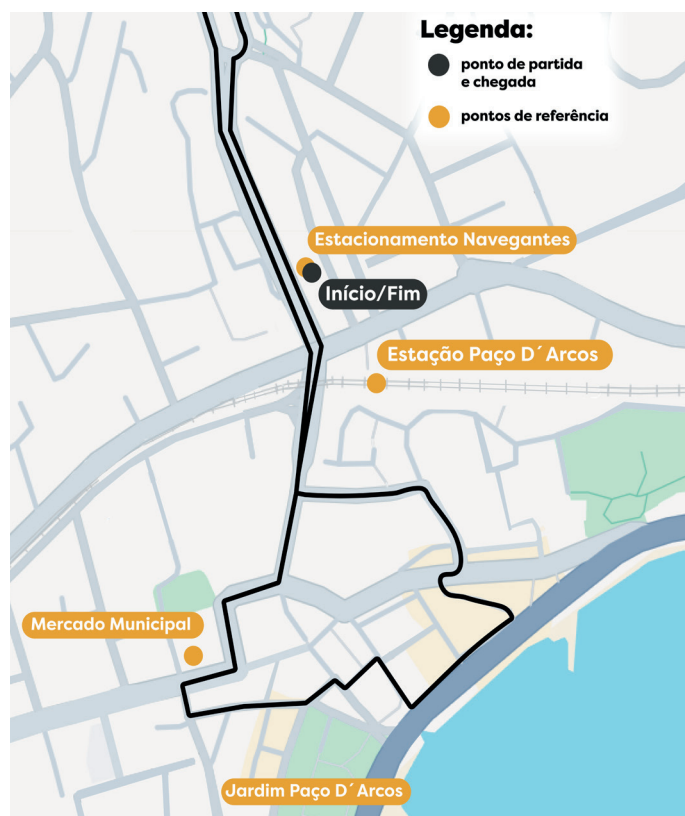 Legenda:
ponto de partida
e chegada
pontos de referência
Estacionamento Navegantes
Início/Fim
Estação Paço D´Arcos
Mercado Municipal
Jardim Paço D´Arcos